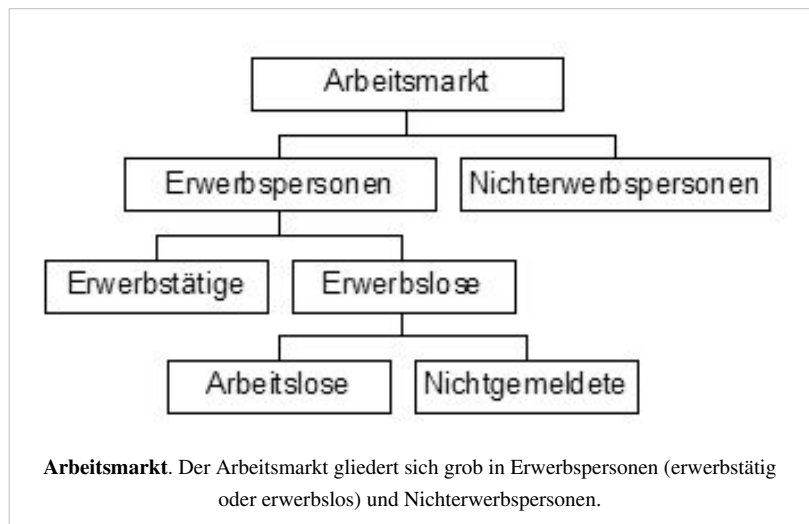 Arbeitsmarkt
Erwerbspersonen
Nichterwerbspersonen
Erwerbstätige
Erwerbslose
Arbeitslose
Nichtgemeldete
Arbeitsmarkt. Der Arbeitsmarkt gliedert sich grob in Erwerbspersonen (erwerbstätig
oder erwerbslos) und Nichterwerbspersonen.